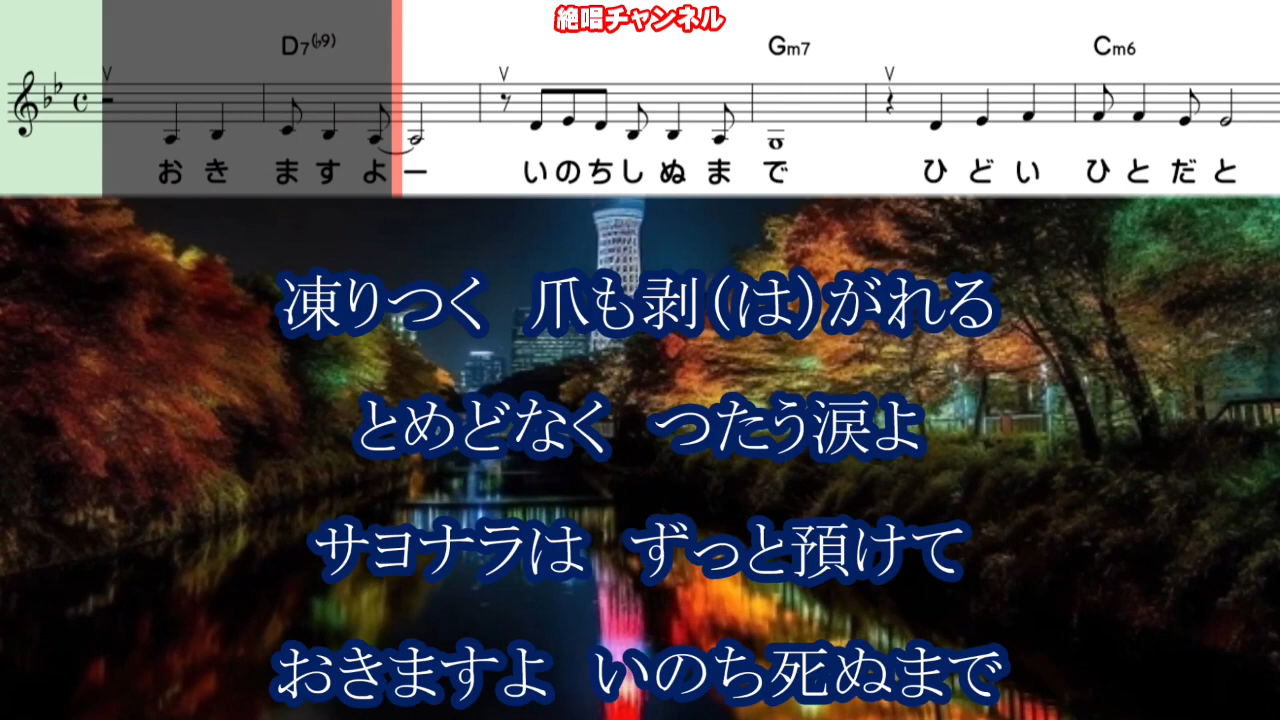 絶唱チャンネル
D7(♭9) Gm7 Cm6
おきますよー いのちしぬまで ひどい ひとだと
凍りつく 爪も剥(は)がれる
とめどなく つたう涙よ
サヨナラは ずっと預けて
おきますよ いのち死ぬまで